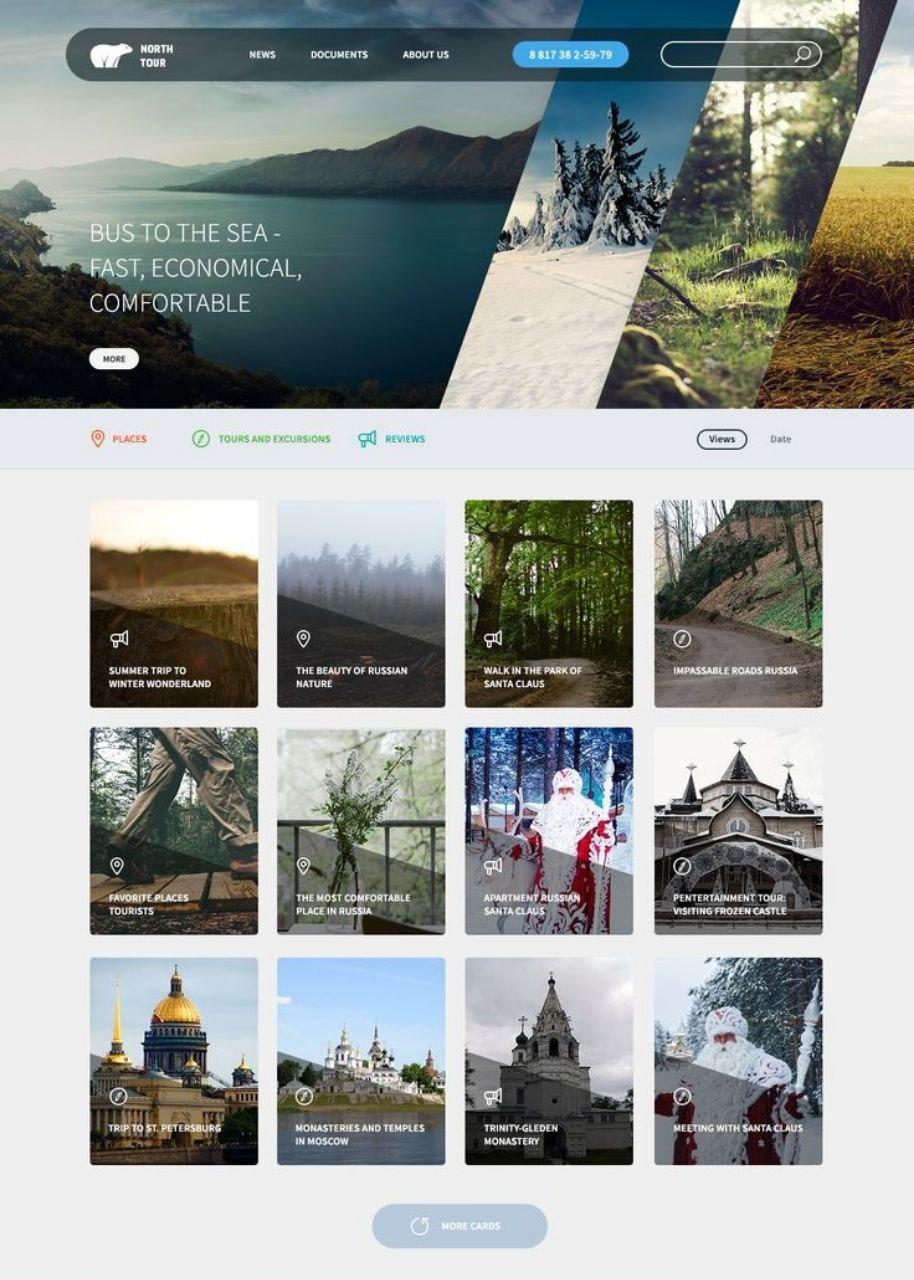 NORTH
TOUR
NEWS
DOCUMENTS
ABOUT US
8 817 38 2-59-79
BUS TO THE SEA -
FAST, ECONOMICAL,
COMFORTABLE
MORE
PLACES
TOURS AND EXCURSIONS
REVIEWS
Views
Date
SUMMER TRIP TO
WINTER WONDERLAND
THE BEAUTY OF RUSSIAN
NATURE
WALK IN THE PARK OF
SANTA CLAUS
IMPASSABLE ROADS RUSSIA
FAVORITE PLACES
TOURISTS
THE MOST COMFORTABLE
PLACE IN RUSSIA
APARTMENT RUSSIAN
SANTA CLAUS
PENTERTAINMENT TOUR:
VISITING FROZEN CASTLE
TRIP TO ST. PETERSBURG
MONASTERIES AND TEMPLES
IN MOSCOW
TRINITY-GLEDEN
MONASTERY
MEETING WITH SANTA CLAUS
MORE CARDS